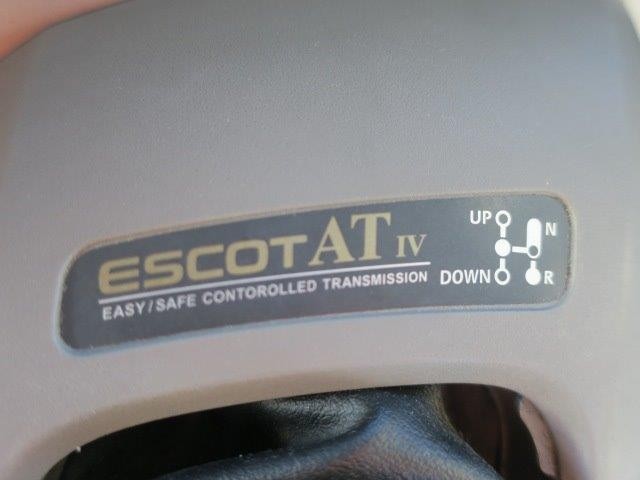 ESCOT AT IV
EASY/SAFE CONTOROLLED TRANSMISSION
UP
N
DOWN
R